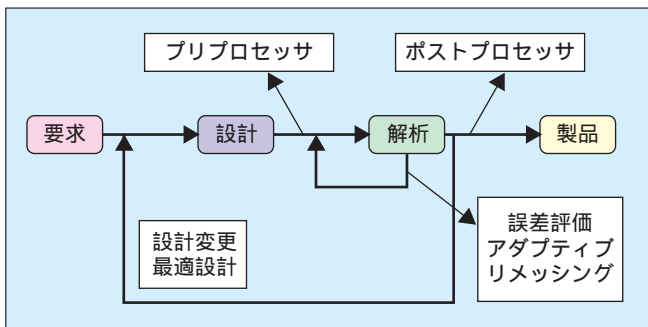 プリプロセッサ
ポストプロセッサ
要求
設計
解析
製品
設計変更
最適設計
誤差評価
アダプティブ
リメッシング